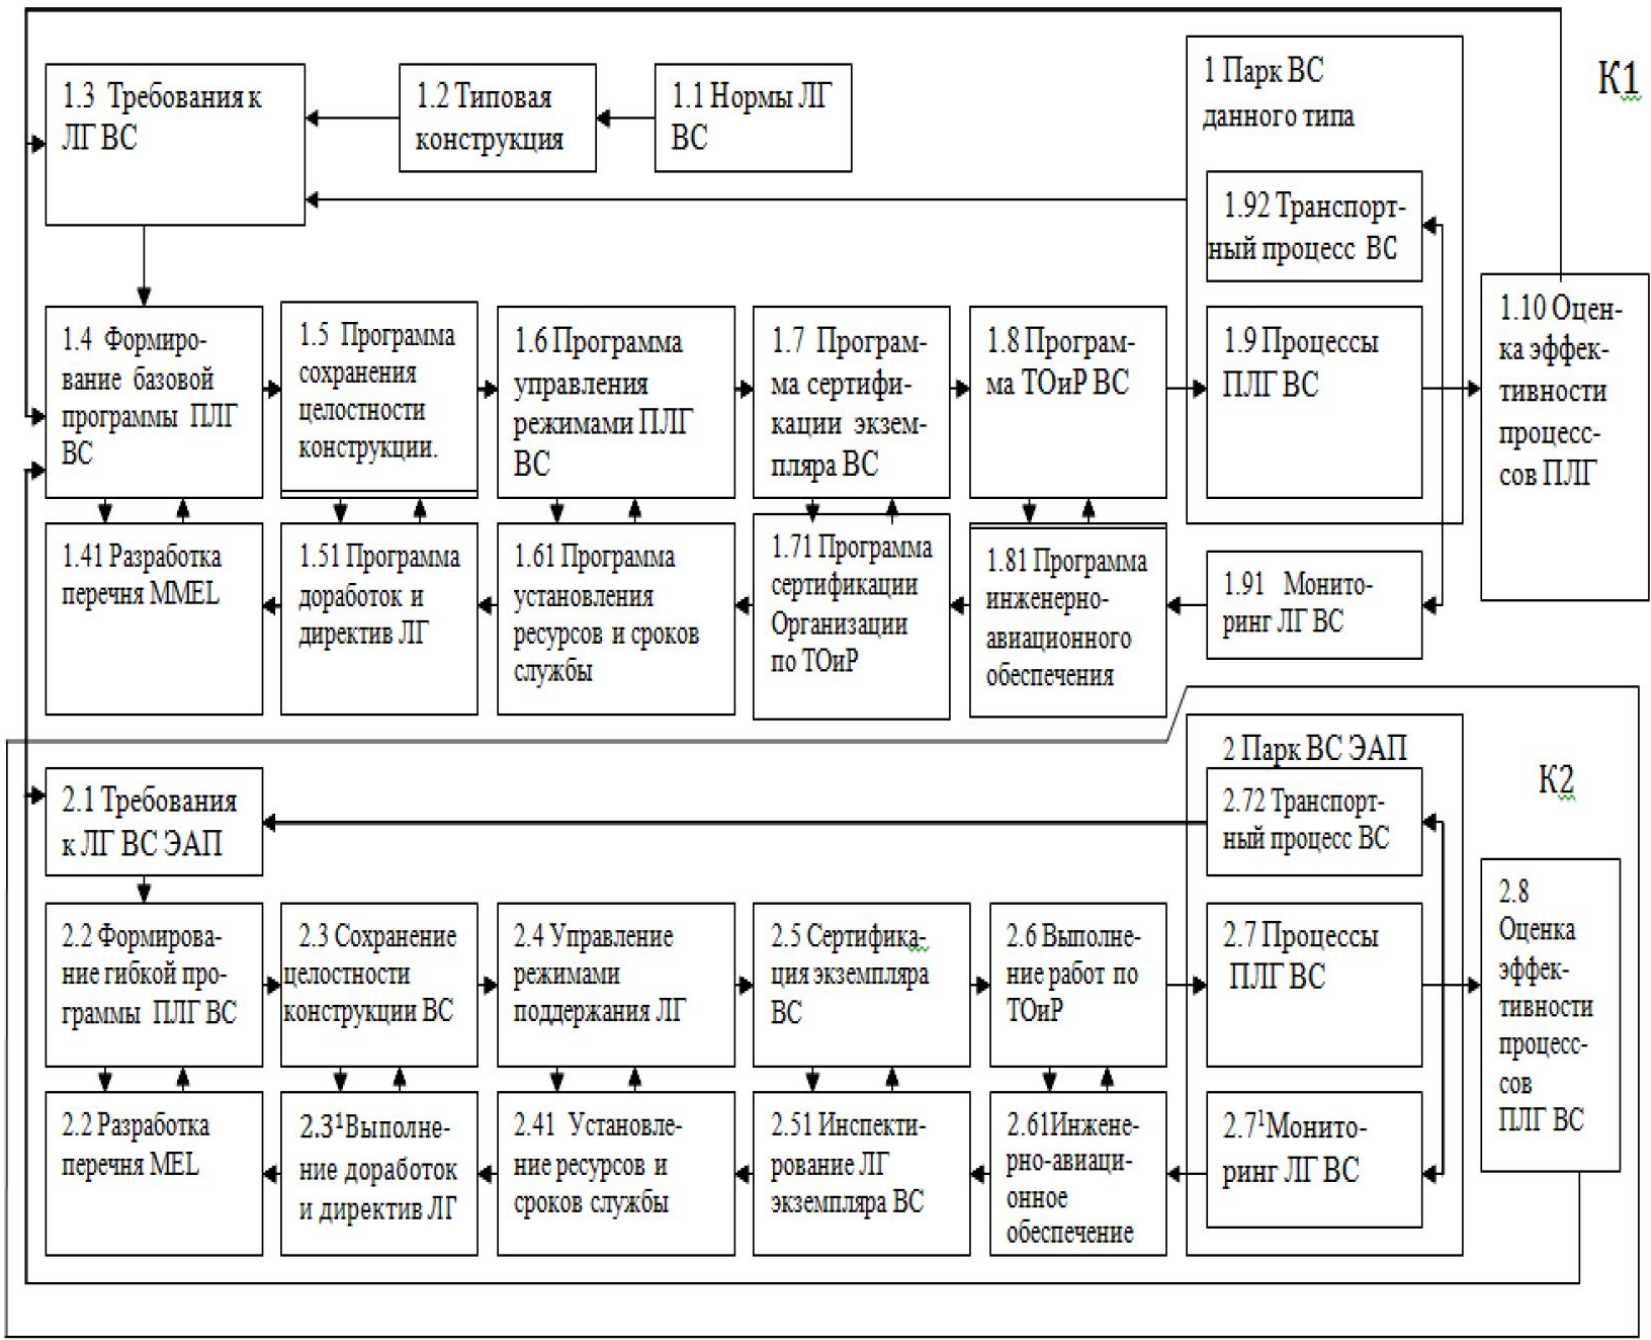 К1
1.3 Требования к
ЛГ ВС
1.2 Типовая
конструкция
1.1 Нормы ЛГ
ВС
1 Парк ВС
данного типа
1.92 Транспорт-
ный процесс ВС
1.4 Формиро-
вание базовой
программы ПЛГ
ВС
1.5 Программа
сохранения
целостности
конструкции.
1.6 Программа
управления
режимами ПЛГ
ВС
1.7 Програм-
ма сертифи-
кации экзем-
пляра ВС
1.8 Програм-
ма ТОиР ВС
1.9 Процессы
ПЛГ ВС
1.10 Оцен-
ка эффек-
тивности
процесс-
сов ПЛГ
1.41 Разработка
перечня MMEL
1.51 Программа
доработок и
директив ЛГ
1.61 Программа
установления
ресурсов и сроков
службы
1.71 Программа
сертификации
Организации
по ТОиР
1.81 Программа
инженерно-
авиационного
обеспечения
1.91 Монито-
ринг ЛГ ВС
К2
2.1 Требования
к ЛГ ВС ЭАП
2 Парк ВС ЭАП
2.72 Транспорт-
ный процесс ВС
2.2 Формирова-
ние гибкой про-
граммы ПЛГ ВС
2.3 Сохранение
целостности
конструкции ВС
2.4 Управление
режимами
поддержания ЛГ
2.5 Сертифика-
ция экземпляра
ВС
2.6 Выполне-
ние работ по
ТОиР
2.7 Процессы
ПЛГ ВС
2.8
Оценка
эффек-
тивности
процесс-
сов
ПЛГ ВС
2.2 Разработка
перечня MEL
2.3¹Выполне-
ние доработок
и директив ЛГ
2.41 Установле-
ние ресурсов и
сроков службы
2.51 Инспекти-
рование ЛГ
экземпляра ВС
2.61Инжене-
рно-авиаци-
онное
обеспечение
2.7¹Монито-
ринг ЛГ ВС